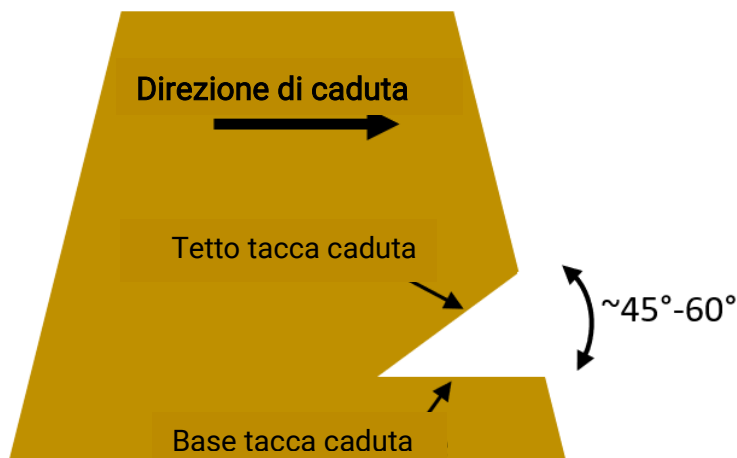 Direzione di caduta
Tetto tacca caduta
~45°-60°
Base tacca caduta